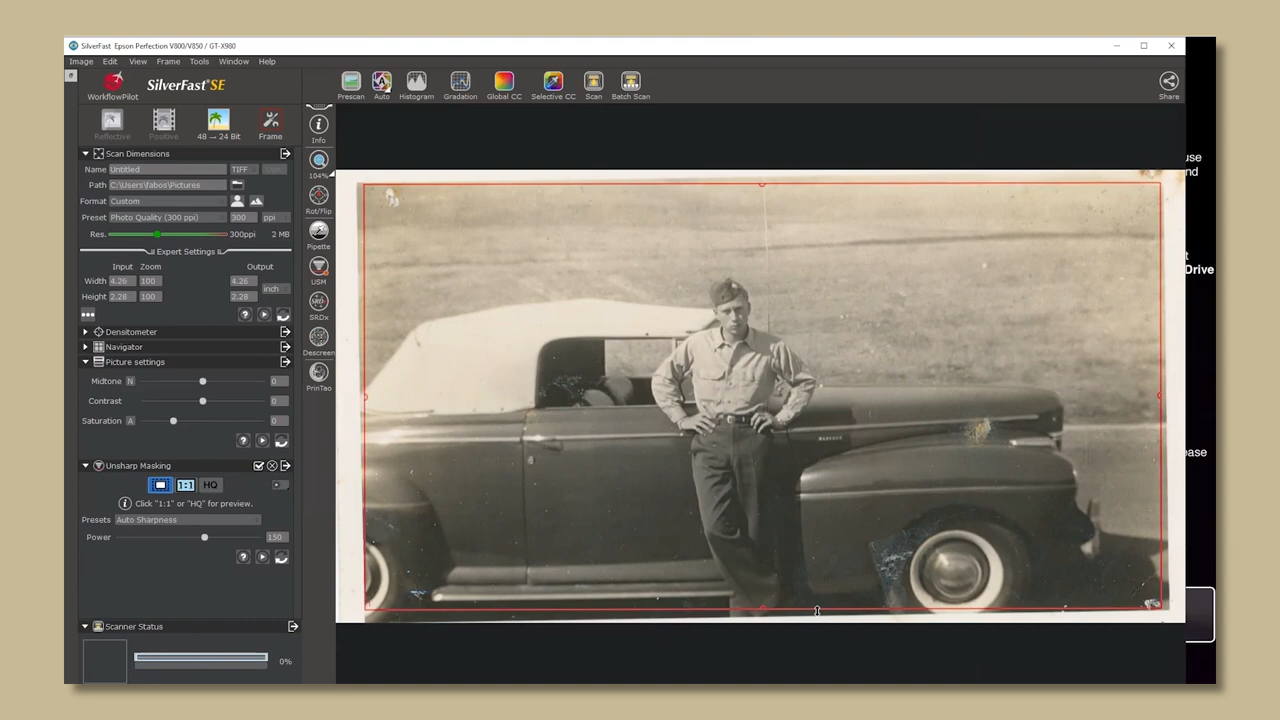 SilverFast Epson Perfection V800/V850 / GT-X980
Image Edit View Frame Tools Window Help
WorkflowPilot
SilverFast®SE
Prescan Auto Histogram Gradation Global CC Selective CC Scan Batch Scan
Share
Reflective Positive 48→24 Bit Frame
Info
104%
Rot/Flip
Pipette
USM
SRDx
Descreen
PrinTao
Scan Dimensions
Name Untitled TIFF
Path C:\Users\fabos\Pictures
Format Custom
Preset Photo Quality (300 ppi) 300 ppi
Res. 300ppi 2 MB
Expert Settings
Input Zoom Output
Width 4.26 100 4.26
inch
Height 2.28 100 2.28
Densitometer
Navigator
Picture settings
Midtone N 0
Contrast 0
Saturation A 0
Unsharp Masking
1:1 HQ
Click "1:1" or "HQ" for preview.
Presets Auto Sharpness
Power 150
Scanner Status
0%
use
nd
t
Drive
ease